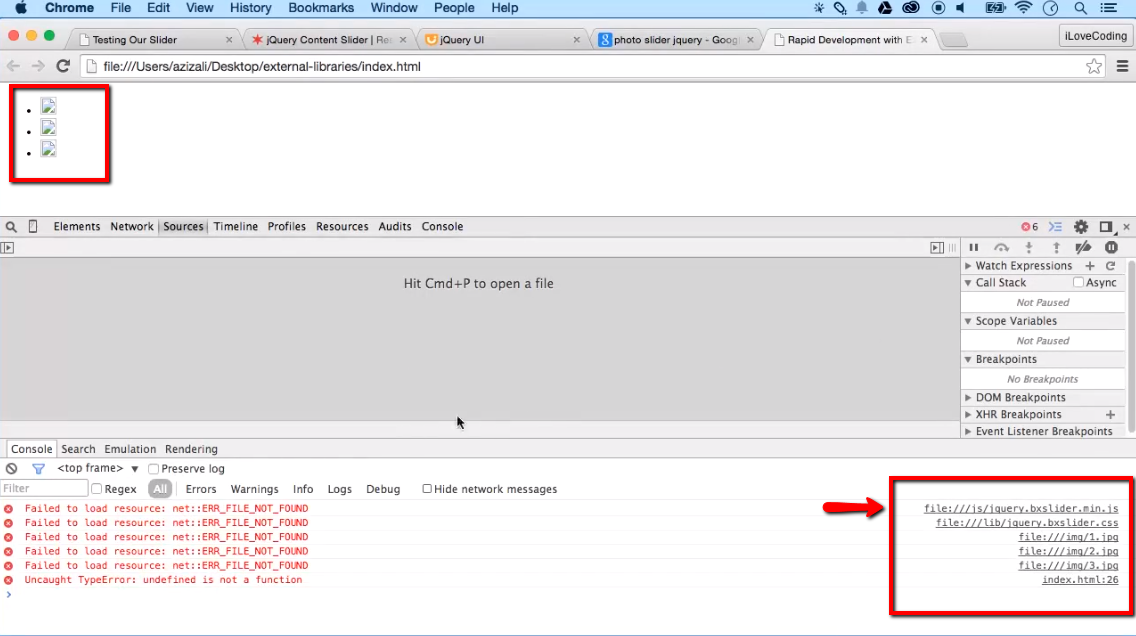 Chrome File Edit View History Bookmarks Window People Help
Testing Our Slider
jQuery Content Slider | Res
jQuery UI
photo slider jquery - Googl
Rapid Development with E
iLoveCoding
file:///Users/azizali/Desktop/external-libraries/index.html
Elements Network Sources Timeline Profiles Resources Audits Console
6
Hit Cmd+P to open a file
Watch Expressions
Call Stack Async
Not Paused
Scope Variables
Not Paused
Breakpoints
No Breakpoints
DOM Breakpoints
XHR Breakpoints
Event Listener Breakpoints
Console Search Emulation Rendering
<top frame> Preserve log
Filter Regex All Errors Warnings Info Logs Debug Hide network messages
Failed to load resource: net::ERR_FILE_NOT_FOUND file:///js/jquery.bxslider.min.js
Failed to load resource: net::ERR_FILE_NOT_FOUND file:///lib/jquery.bxslider.css
Failed to load resource: net::ERR_FILE_NOT_FOUND file:///img/1.jpg
Failed to load resource: net::ERR_FILE_NOT_FOUND file:///img/2.jpg
Failed to load resource: net::ERR_FILE_NOT_FOUND file:///img/3.jpg
Uncaught TypeError: undefined is not a function index.html:26